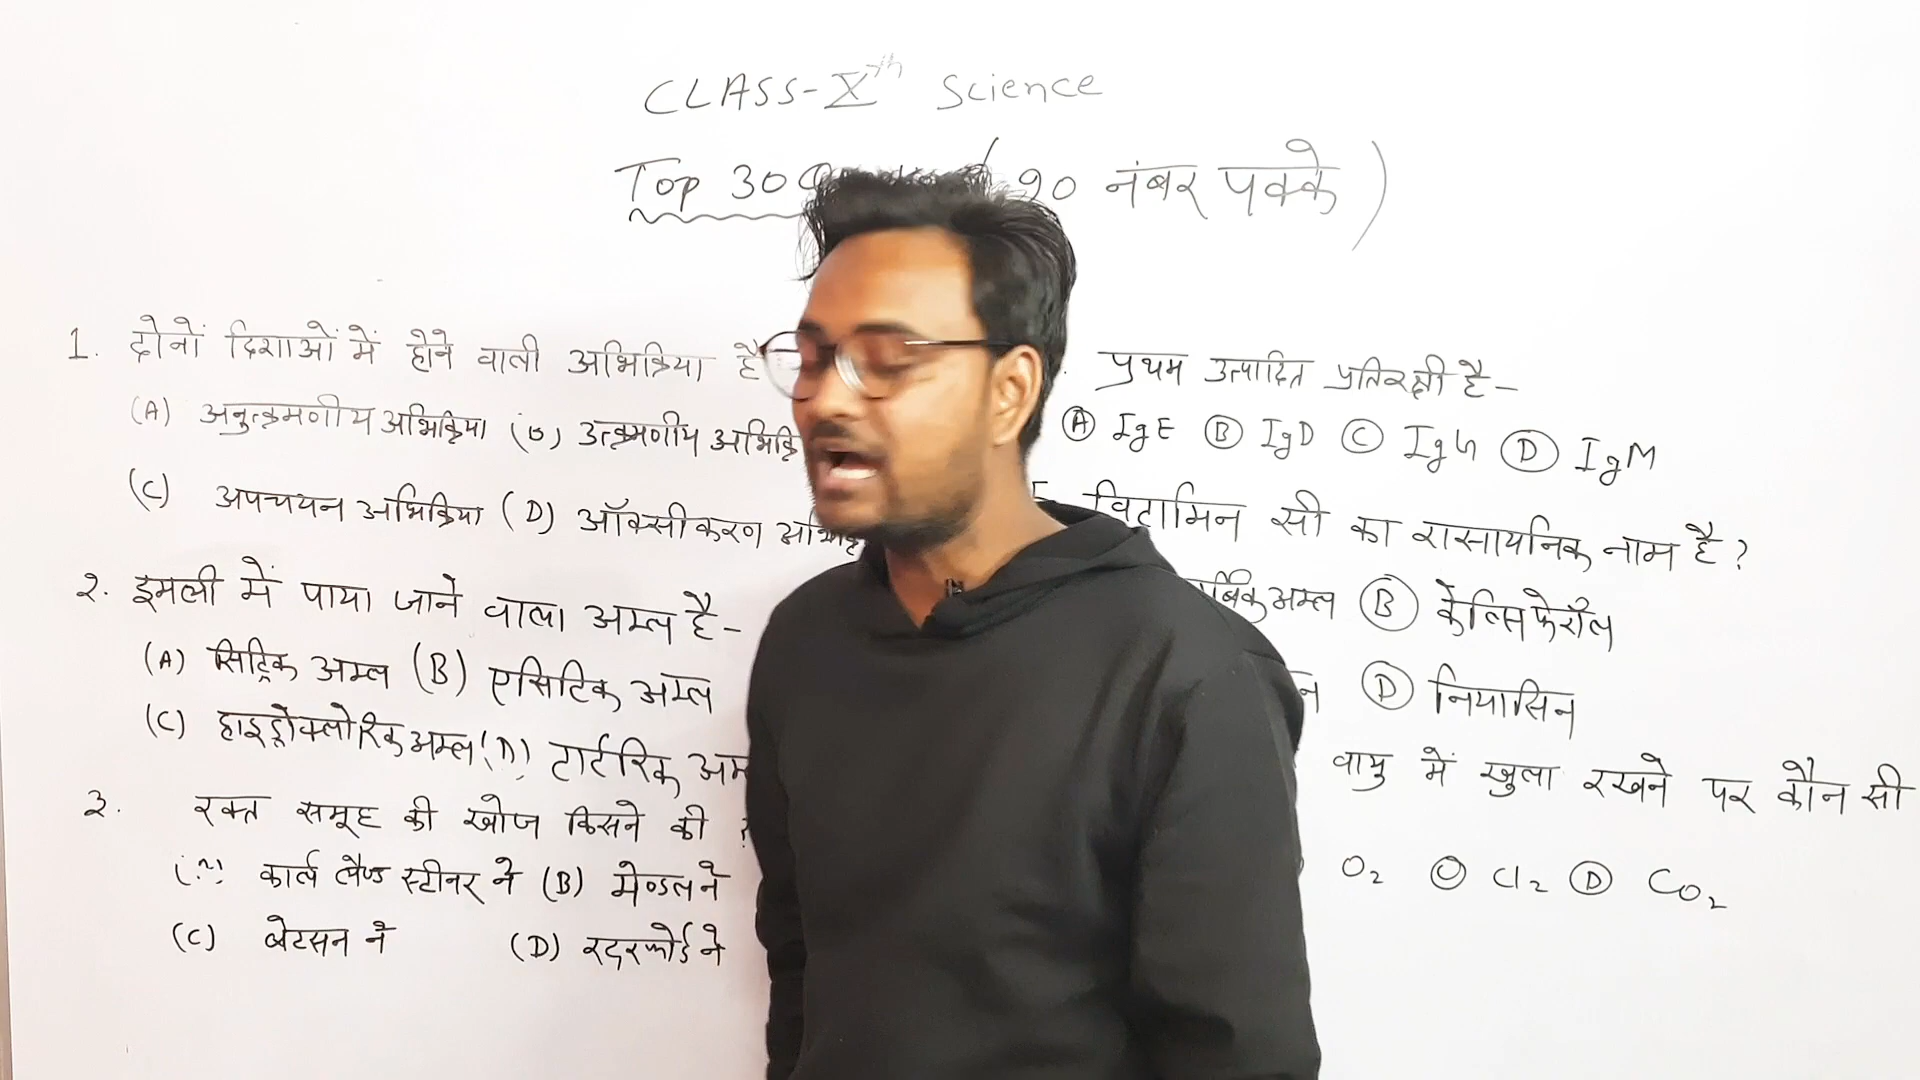 CLASS-Xth Science
Top 30 90 नंबर पक्के )
1. दोनों दिशाओं में होने वाली अभिक्रिया है
(A) अनुत्क्रमणीय अभिक्रिया (B) उत्क्रमणीय
(C) अपचयन अभिक्रिया (D) ऑक्सीकरण
2. इमली में पाया जाने वाला अम्ल है-
(A) सिट्रिक अम्ल (B) एसिटिक अम्ल
(C) हाइड्रोक्लोरिक अम्ल (D) टार्टरिक
3. रक्त समूह की खोज किसने की ?
कार्ल लैण्ड स्टीनर ने (B) मेण्डल ने
(C) बेटसन ने (D) रदरफोर्ड ने
प्रथम उत्पादित प्रतिरक्षी है-
(A) IgE (B) IgD (C) IgG (D) IgM
विटामिन सी का रासायनिक नाम है ?
अम्ल (B) केल्सिफेरॉल
(D) नियासिन
वायु में खुला रखने पर कौन सी
O₂ (C) Cl₂ (D) CO₂